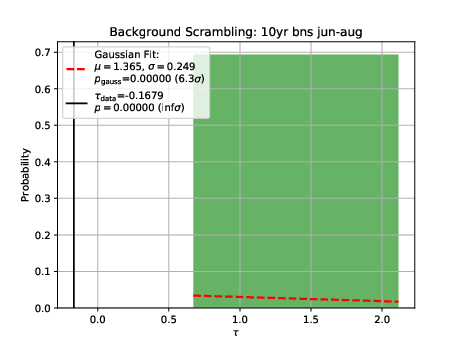 Background Scrambling: 10yr bns jun-aug
Gaussian Fit:
μ = 1.365, σ = 0.249
p_gauss=0.00000 (6.3σ)
τ_data=-0.1679
p = 0.00000 (infσ)
Probability
0.7
0.6
0.5
0.4
0.3
0.2
0.1
0.0
0.0 0.5 1.0 1.5 2.0
τ